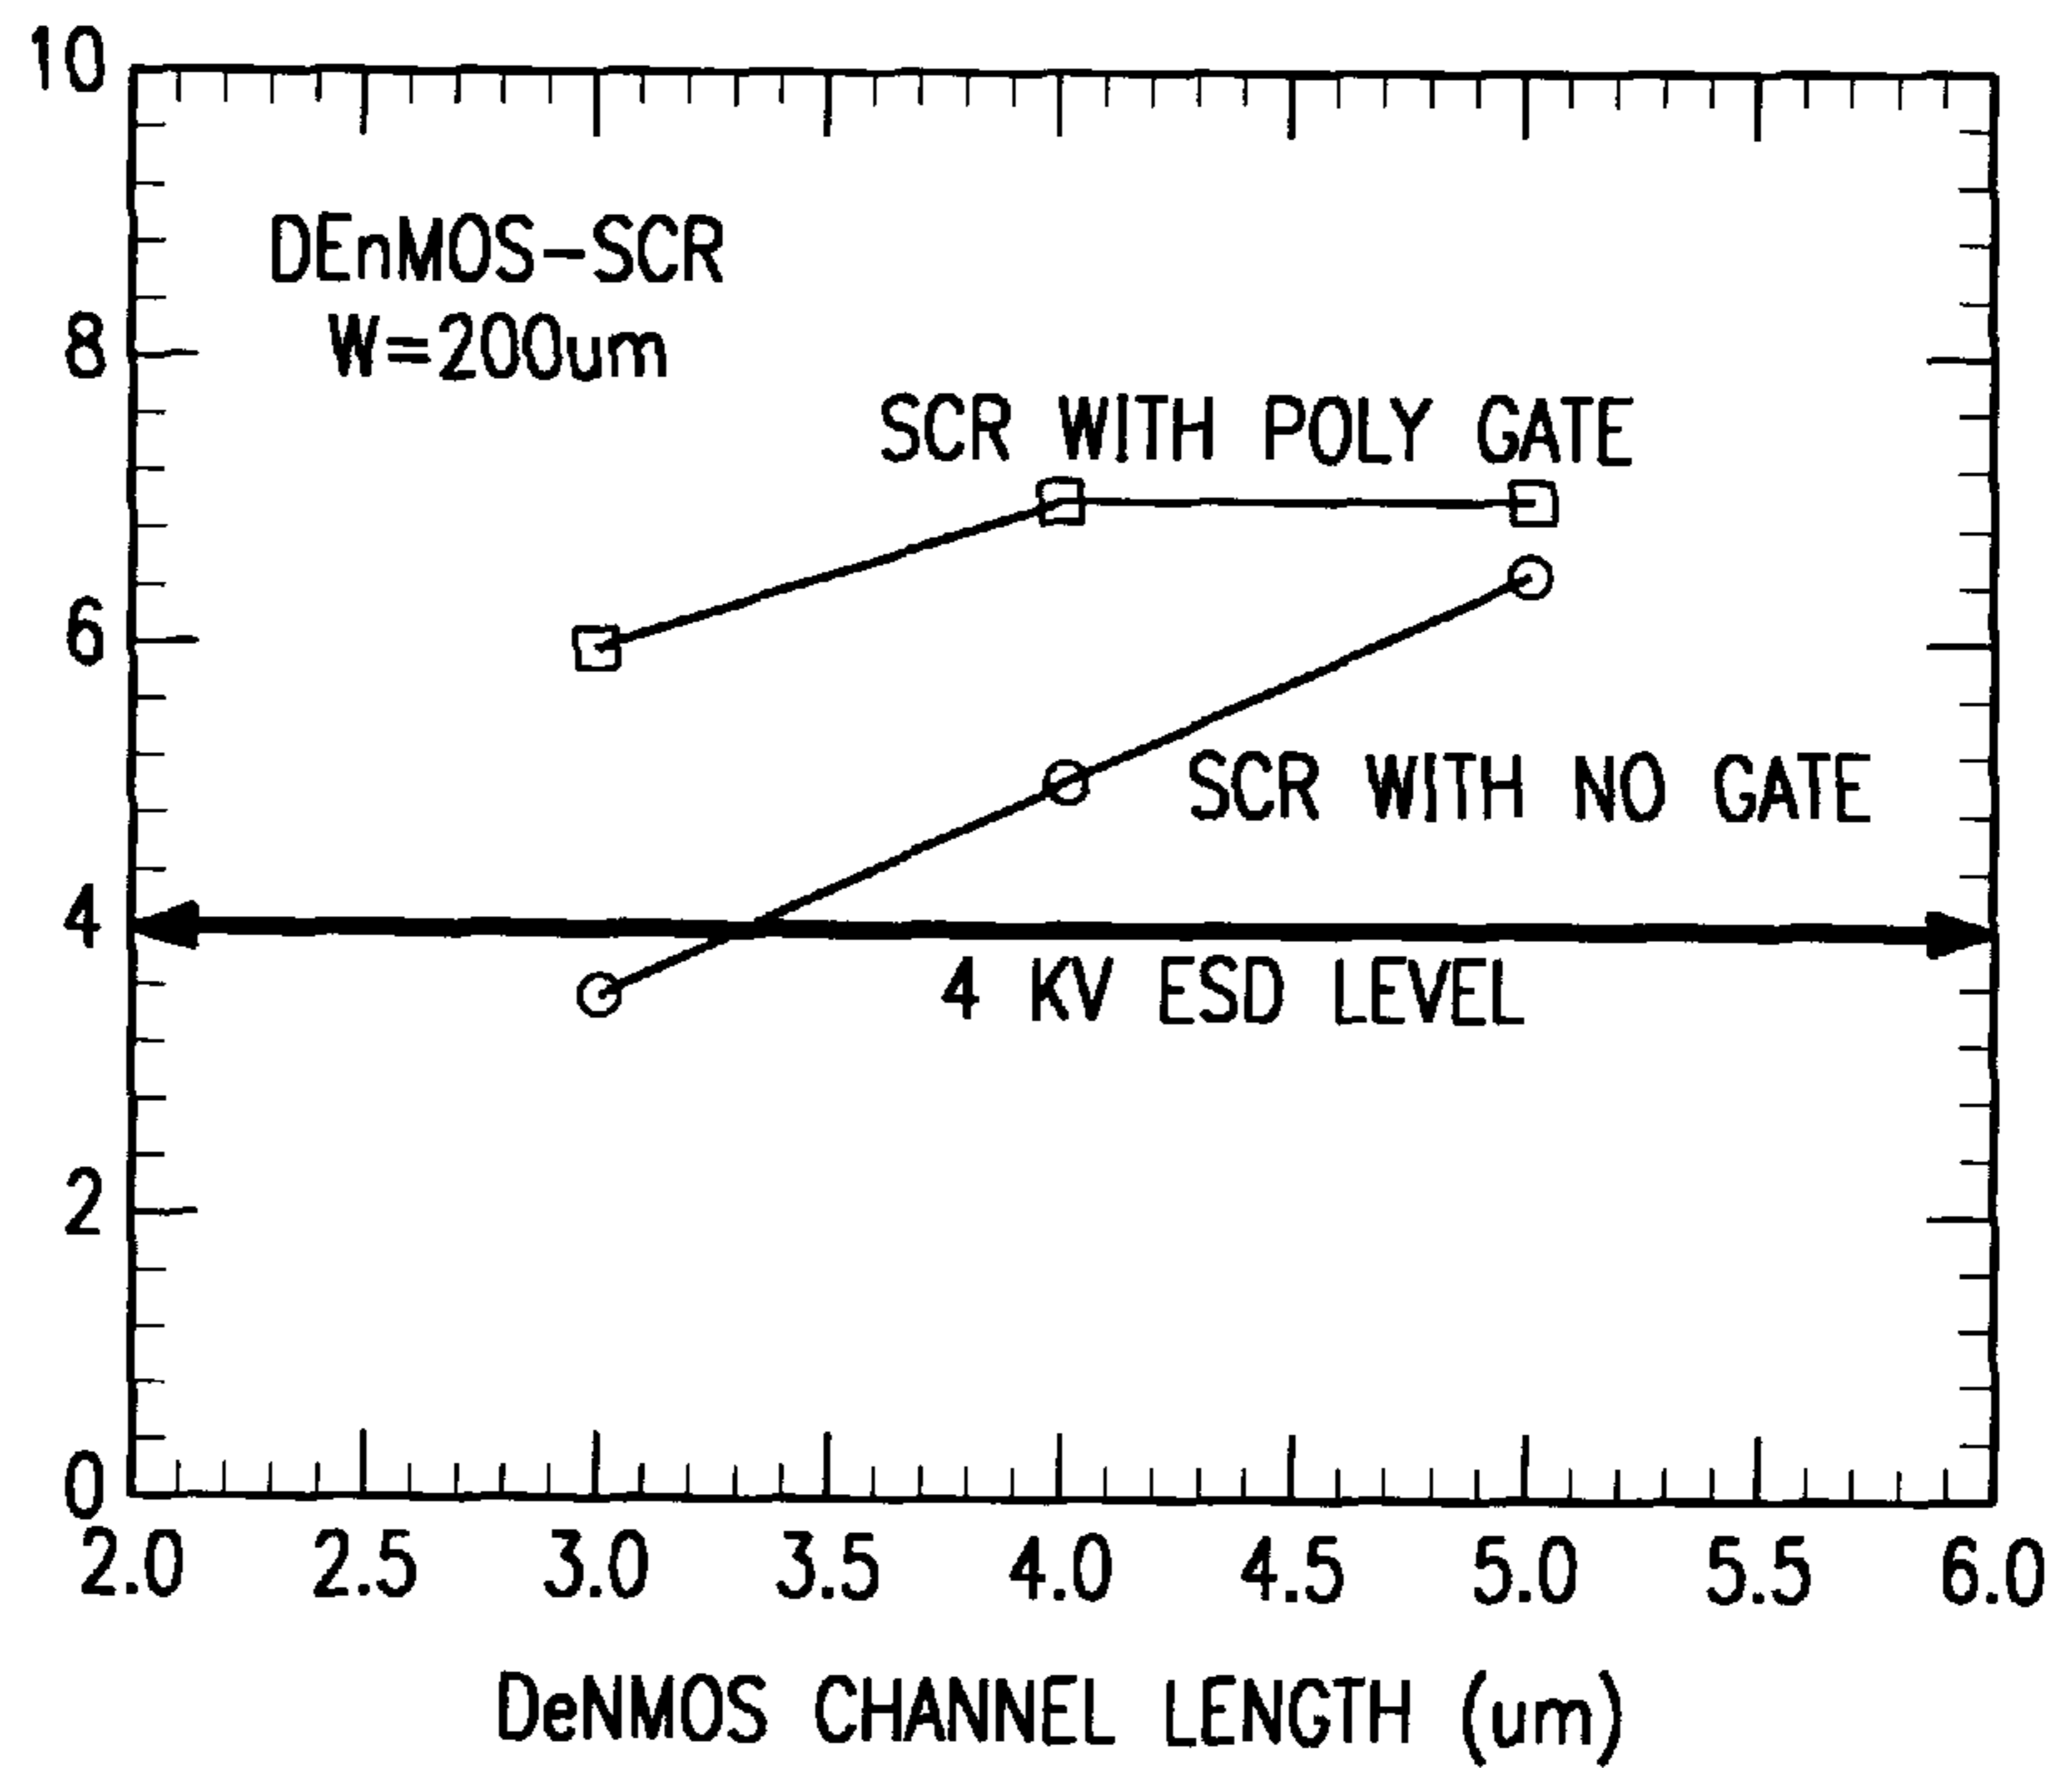 10
DEnMOS-SCR
W=200um
8
SCR WITH POLY GATE
6
SCR WITH NO GATE
4
4 KV ESD LEVEL
2
0
2.0 2.5 3.0 3.5 4.0 4.5 5.0 5.5 6.0
DeNMOS CHANNEL LENGTH (um)